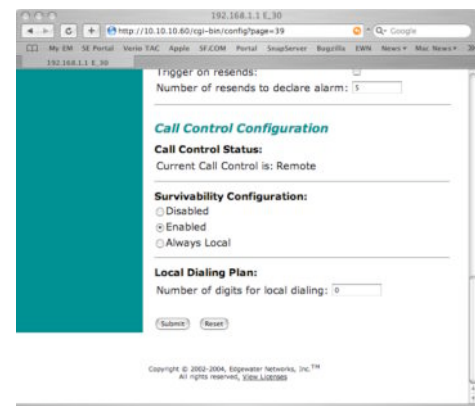 192.168.1.1 E_30
http://10.10.10.60/cgi-bin/config?page=39
Q- Google
My EM SE Portal Verio TAC Apple SF.COM Portal SnapServer Bugzilla EWN News Mac News
192.168.1.1 E_30
Trigger on resends:
Number of resends to declare alarm: 5
Call Control Configuration
Call Control Status:
Current Call Control is: Remote
Survivability Configuration:
Disabled
Enabled
Always Local
Local Dialing Plan:
Number of digits for local dialing: 0
Submit Reset
Copyright © 2002-2004, Edgewater Networks, Inc.™
All rights reserved, View Licenses